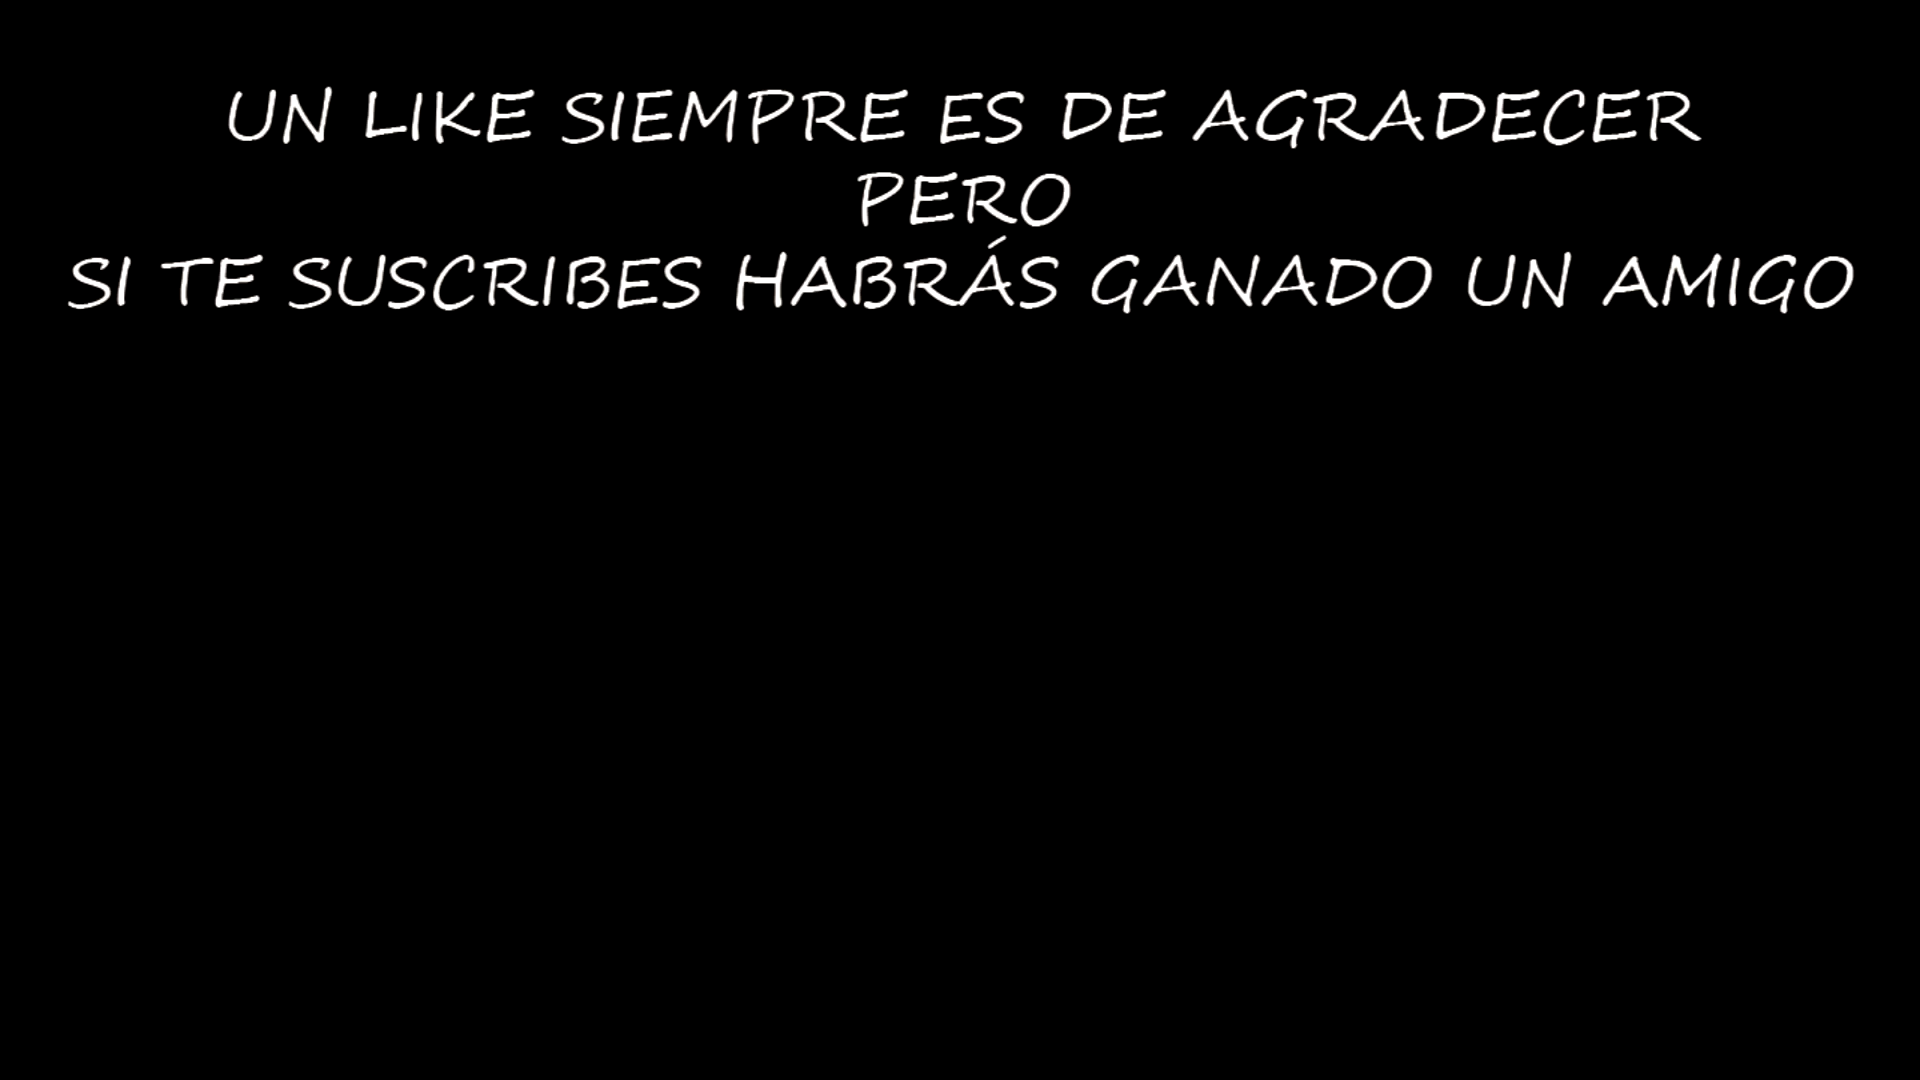 UN LIKE SIEMPRE ES DE AGRADECER
PERO
SI TE SUSCRIBES HABRÁS GANADO UN AMIGO